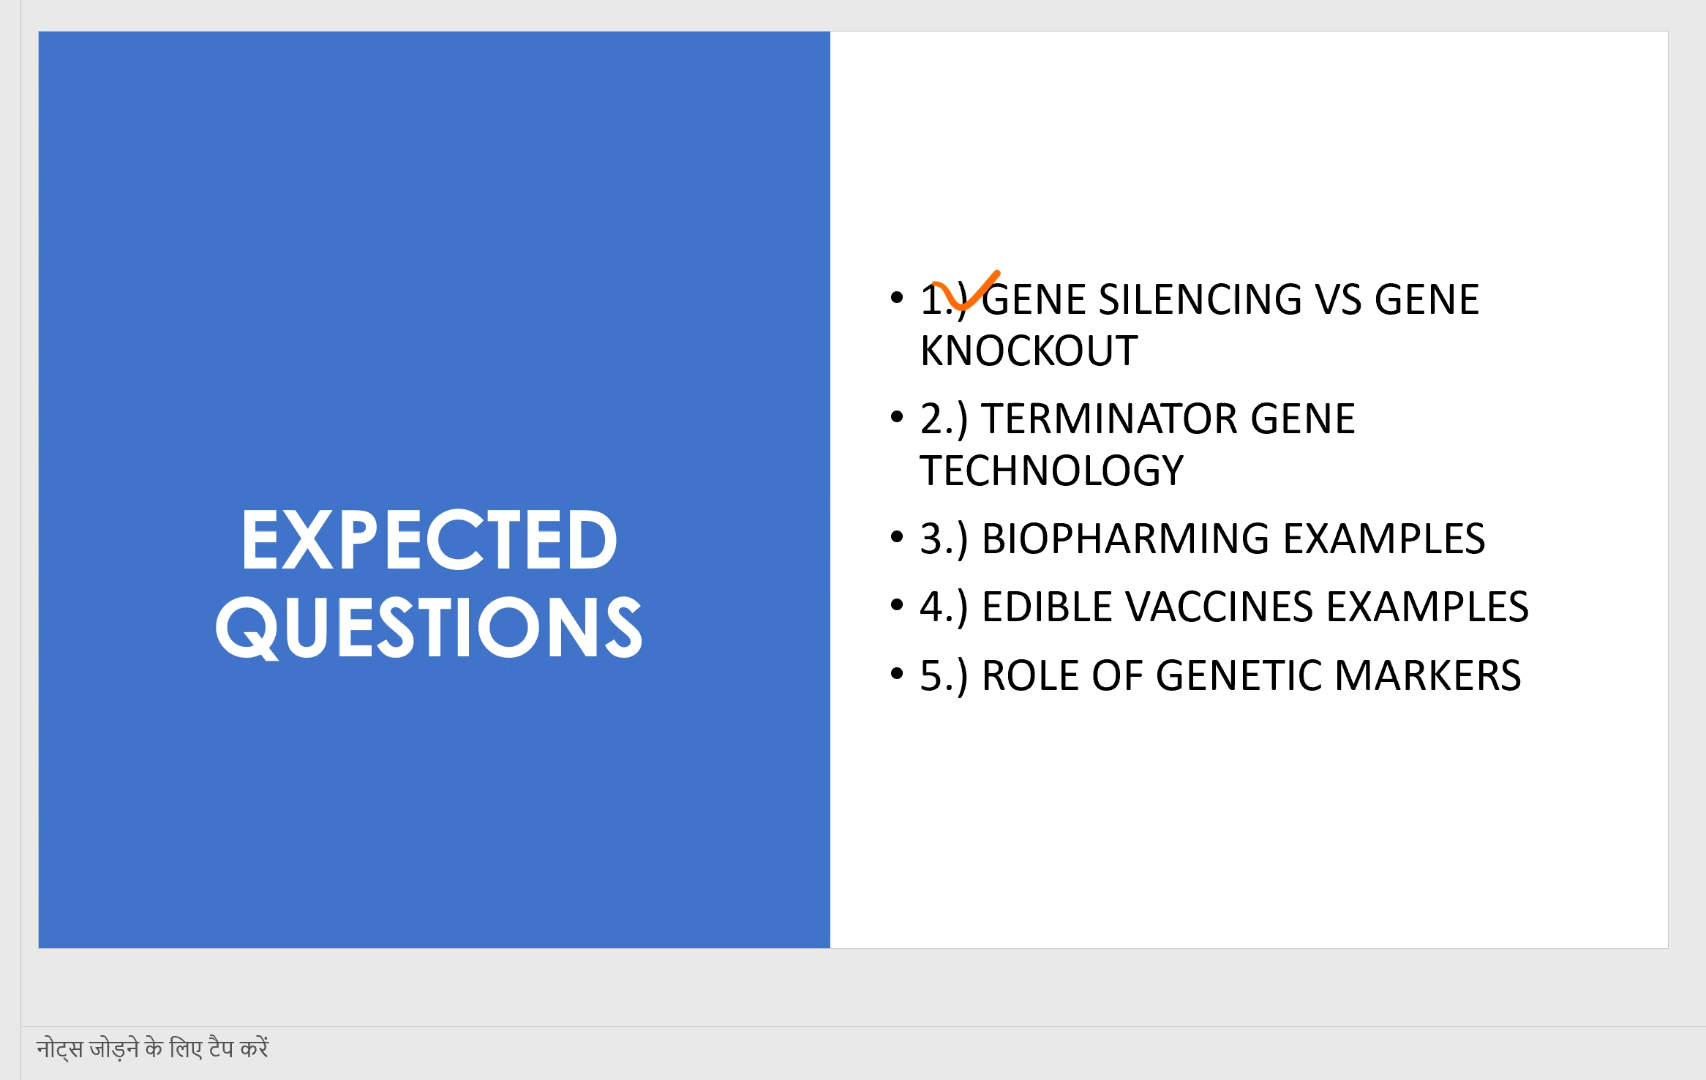 EXPECTED
QUESTIONS
• 1.) GENE SILENCING VS GENE
KNOCKOUT
• 2.) TERMINATOR GENE
TECHNOLOGY
• 3.) BIOPHARMING EXAMPLES
• 4.) EDIBLE VACCINES EXAMPLES
• 5.) ROLE OF GENETIC MARKERS
नोट्स जोड़ने के लिए टैप करें